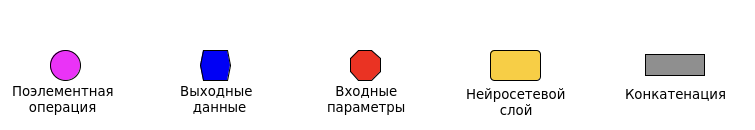 Поэлементная
операция
Выходные
данные
Входные
параметры
Нейросетевой
слой
Конкатенация